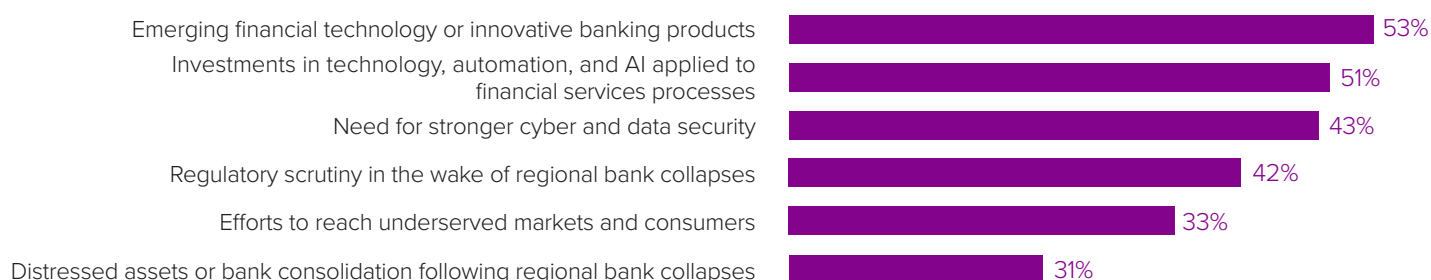 Emerging financial technology or innovative banking products 53%
Investments in technology, automation, and AI applied to
financial services processes 51%
Need for stronger cyber and data security 43%
Regulatory scrutiny in the wake of regional bank collapses 42%
Efforts to reach underserved markets and consumers 33%
Distressed assets or bank consolidation following regional bank collapses 31%